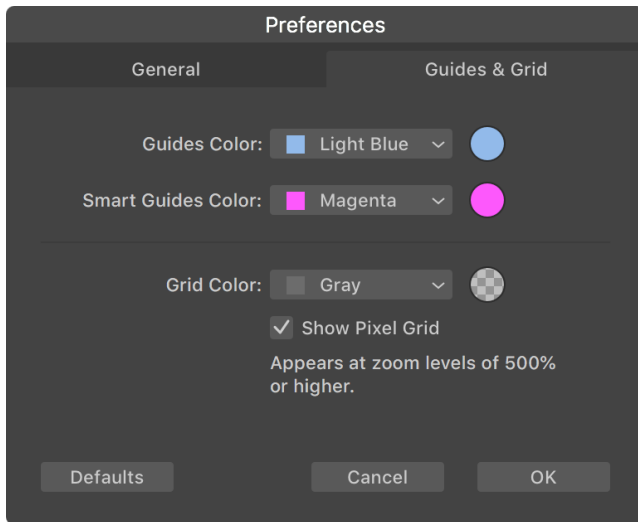 Preferences
General Guides & Grid
Guides Color: Light Blue
Smart Guides Color: Magenta
Grid Color: Gray
Show Pixel Grid
Appears at zoom levels of 500%
or higher.
Defaults Cancel OK